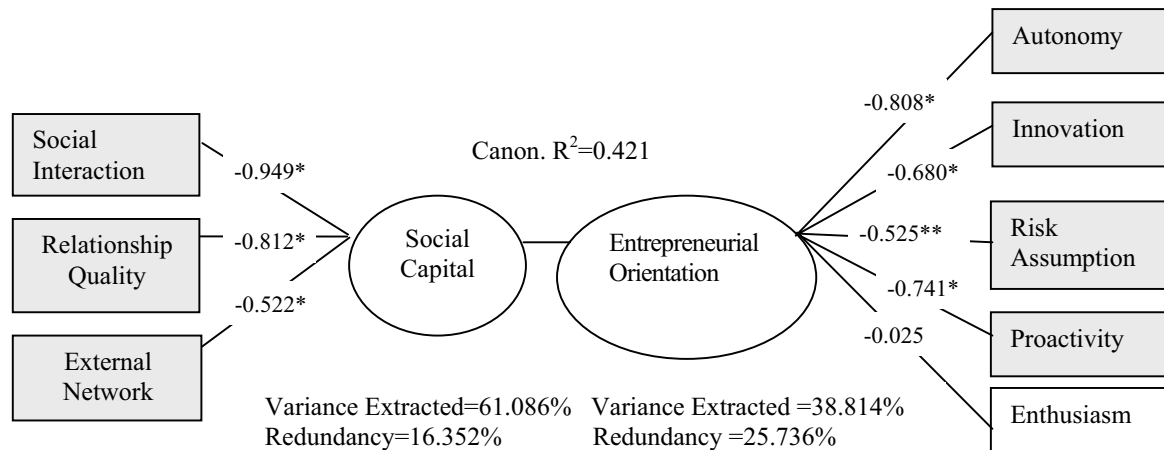 Social
Interaction
Relationship
Quality
External
Network
-0.949*
-0.812*
-0.522*
Canon. R²=0.421
Social
Capital
Entrepreneurial
Orientation
-0.808*
-0.680*
-0.525**
-0.741*
-0.025
Autonomy
Innovation
Risk
Assumption
Proactivity
Enthusiasm
Variance Extracted=61.086%
Redundancy=16.352%
Variance Extracted =38.814%
Redundancy =25.736%